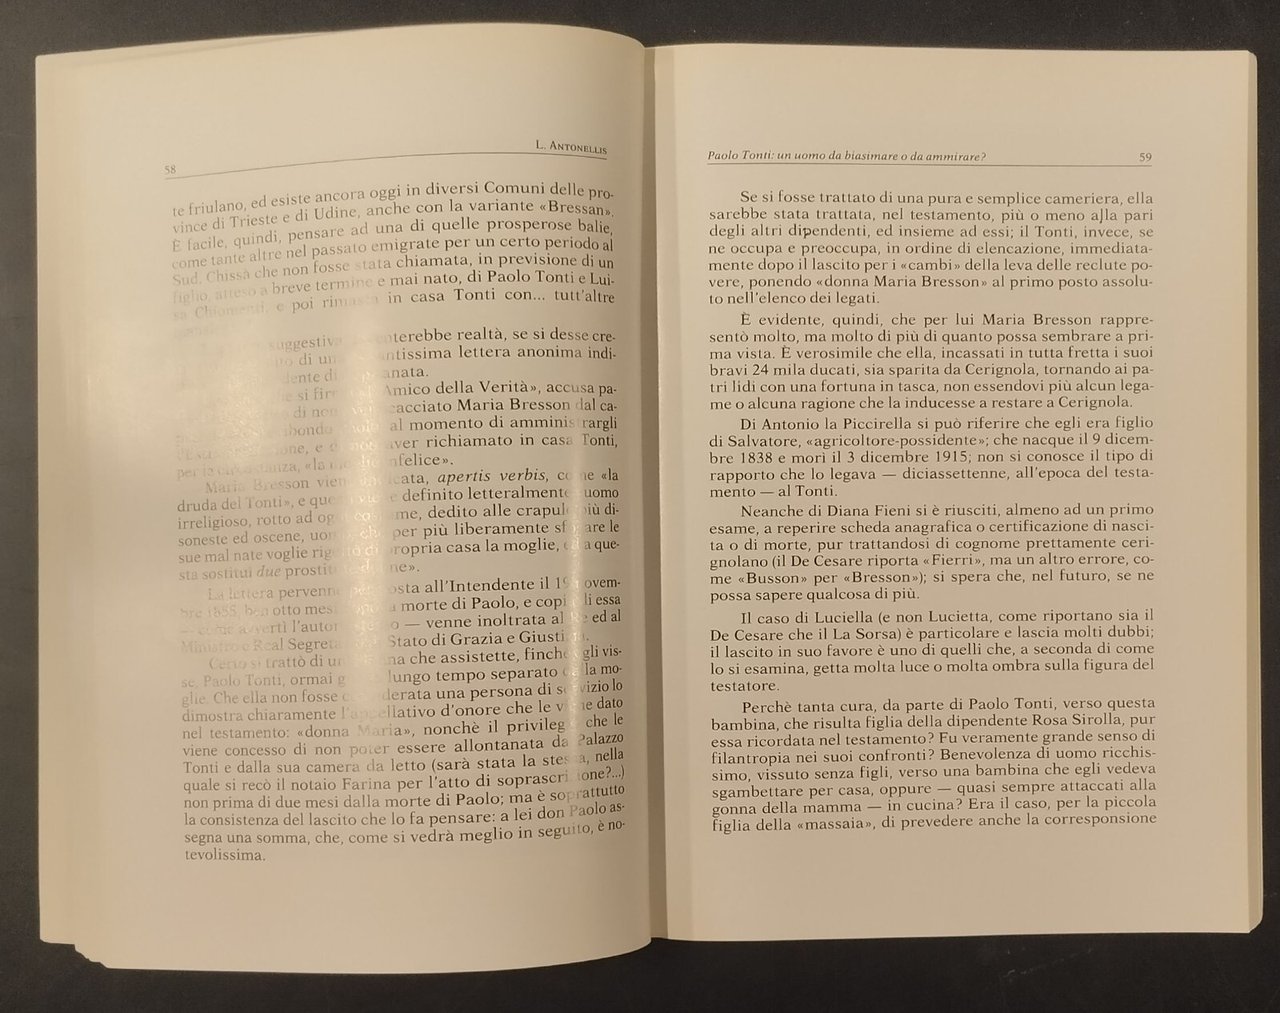 58
L. ANTONELLIS
te friulano, ed esiste ancora oggi in diversi Comuni delle pro-
vince di Trieste e di Udine, anche con la variante «Bressan».
È facile, quindi, pensare ad una di quelle prosperose balie,
come tante altre nel passato emigrate per un certo periodo al
Sud. Chissà che non fosse stata chiamata, in previsione di un
figlio, atteso a breve termine e mai nato, di Paolo Tonti e Lui-
sa e poi rimasta in casa Tonti con... tutt'altre
suggestiva realtà, se si desse cre-
di lettera anonima indi-
Amico della Verità», accusa pa-
di cacciato Maria Bresson dal ca-
al momento di amministrargli
e richiamato in casa Tonti,
per la «la infelice».
Maria Bresson apertis verbis, come «la
druda del Tonti», e definito letteralmente uomo
irreligioso, rotto ad dedito alle crapule più di-
soneste ed oscene, per più liberamente le
sue mal nate voglie propria casa la moglie, a que-
sta sostituì due
La lettera pervenne all'Intendente il
otto morte di Paolo, e copia di essa
— come avvertì — venne inoltrata al Re ed al
Ministro e Real Stato di Grazia e
Certo si trattò di che assistette, finchè egli vis-
se, Paolo Tonti, ormai lungo tempo separato dalla mo-
glie. Che ella non fosse considerata una persona di servizio lo
dimostra chiaramente l'appellativo d'onore che le viene dato
nel testamento: «donna Maria», nonchè il privilegio che le
viene concesso di non poter essere allontanata da Palazzo
Tonti e dalla sua camera da letto (sarà stata la stessa, nella
quale si recò il notaio Farina per l'atto di soprascrizione?...)
non prima di due mesi dalla morte di Paolo; ma è soprattutto
la consistenza del lascito che lo fa pensare: a lei don Paolo as-
segna una somma, che, come si vedrà meglio in seguito, è no-
tevolissima.
Paolo Tonti: un uomo da biasimare o da ammirare?
59
Se si fosse trattato di una pura e semplice cameriera, ella
sarebbe stata trattata, nel testamento, più o meno alla pari
degli altri dipendenti, ed insieme ad essi; il Tonti, invece, se
ne occupa e preoccupa, in ordine di elencazione, immediata-
mente dopo il lascito per i «cambi» della leva delle reclute po-
vere, ponendo «donna Maria Bresson» al primo posto assolu-
to nell'elenco dei legati.
È evidente, quindi, che per lui Maria Bresson rappre-
sentò molto, ma molto di più di quanto possa sembrare a pri-
ma vista. È verosimile che ella, incassati in tutta fretta i suoi
bravi 24 mila ducati, sia sparita da Cerignola, tornando ai pa-
tri lidi con una fortuna in tasca, non essendovi più alcun lega-
me o alcuna ragione che la inducesse a restare a Cerignola.
Di Antonio la Piccirella si può riferire che egli era figlio
di Salvatore, «agricoltore-possidente»; che nacque il 9 dicem-
bre 1838 e morì il 3 dicembre 1915; non si conosce il tipo di
rapporto che lo legava — diciassettenne, all'epoca del testa-
mento — al Tonti.
Neanche di Diana Fieni si è riusciti, almeno ad un primo
esame, a reperire scheda anagrafica o certificazione di nasci-
ta o di morte, pur trattandosi di cognome prettamente ceri-
gnolano (il De Cesare riporta «Fierri», ma un altro errore, co-
me «Busson» per «Bresson»); si spera che, nel futuro, se ne
possa sapere qualcosa di più.
Il caso di Luciella (e non Lucietta, come riportano sia il
De Cesare che il La Sorsa) è particolare e lascia molti dubbi;
il lascito in suo favore è uno di quelli che, a seconda di come
lo si esamina, getta molta luce o molta ombra sulla figura del
testatore.
Perchè tanta cura, da parte di Paolo Tonti, verso questa
bambina, che risulta figlia della dipendente Rosa Sirolla, pur
essa ricordata nel testamento? Fu veramente grande senso di
filantropia nei suoi confronti? Benevolenza di uomo ricchis-
simo, vissuto senza figli, verso una bambina che egli vedeva
sgambettare per casa, oppure — quasi sempre attaccati alla
gonna della mamma — in cucina? Era il caso, per la piccola
figlia della «massaia», di prevedere anche la corresponsione